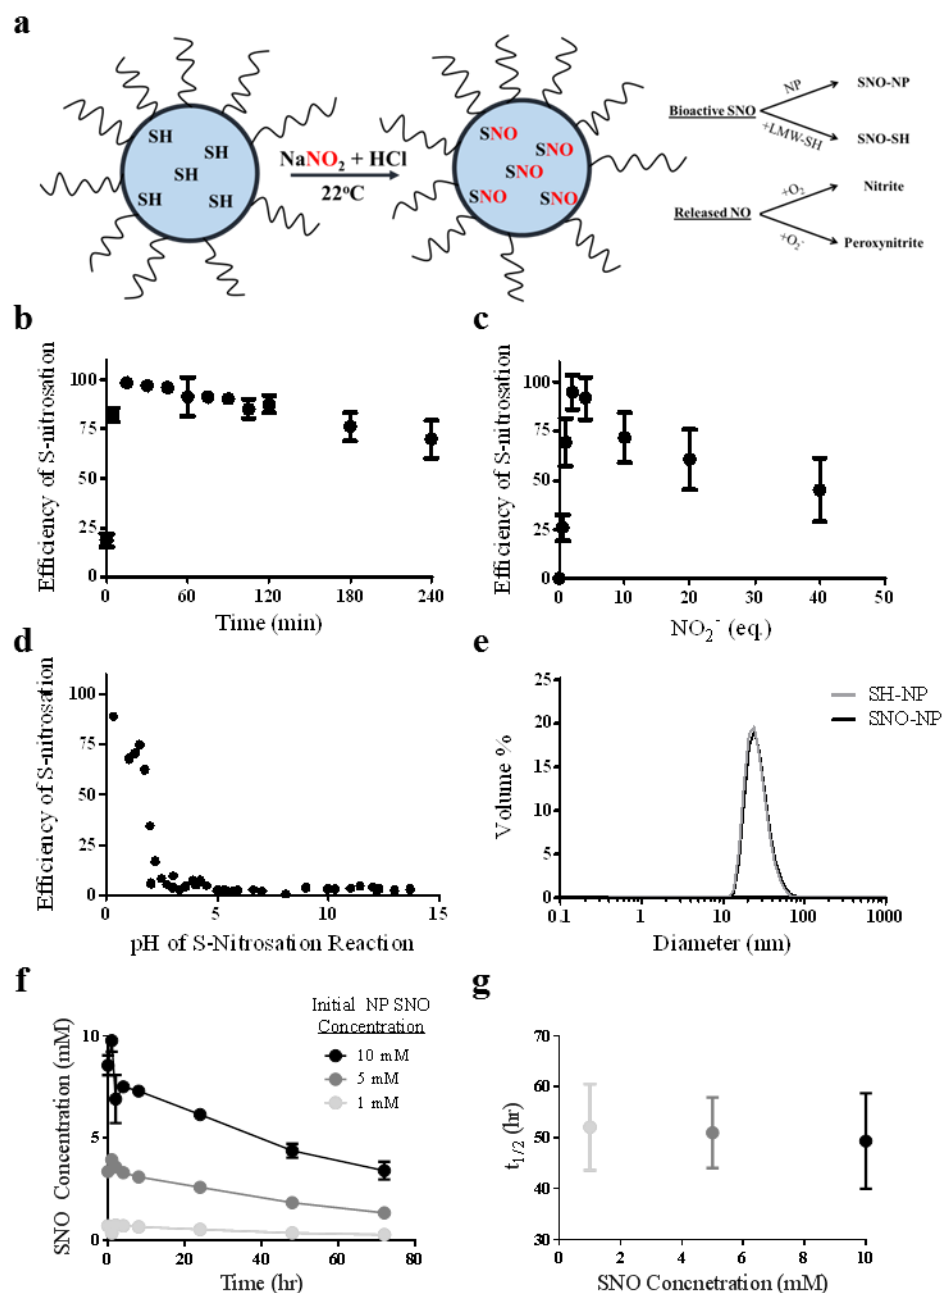 a
SH
SH
SH
SH
SH
NaNO2 + HCl
22°C
SNO
SNO
SNO
SNO
SNO
Bioactive SNO
NP
SNO-NP
+LMW-SH
SNO-SH
Released NO
+O2
Nitrite
+O2-
Peroxynitrite
b
Efficiency of S-nitrosation
100
75
50
25
0
0 60 120 180 240
Time (min)
c
Efficiency of S-nitrosation
100
75
50
25
0
0 10 20 30 40 50
NO2- (eq.)
d
Efficiency of S-nitrosation
100
75
50
25
0
0 5 10 15
pH of S-Nitrosation Reaction
e
SH-NP
SNO-NP
Volume %
25
20
15
10
5
0
0.1 1 10 100 1000
Diameter (nm)
f
Initial NP SNO
Concentration
10 mM
5 mM
1 mM
SNO Concentration (mM)
10
5
0
0 20 40 60 80
Time (hr)
g
t1/2 (hr)
70
60
50
40
30
0 2 4 6 8 10
SNO Concnetration (mM)